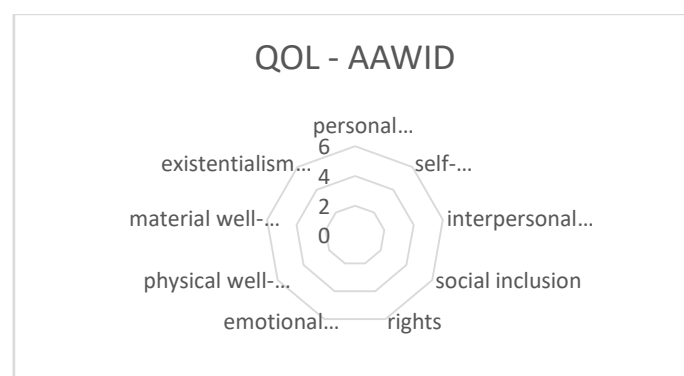 QOL - AAWID
personal...
6
existentialism...
self-...
4
2
material well-...
interpersonal...
0
physical well-...
social inclusion
emotional...
rights